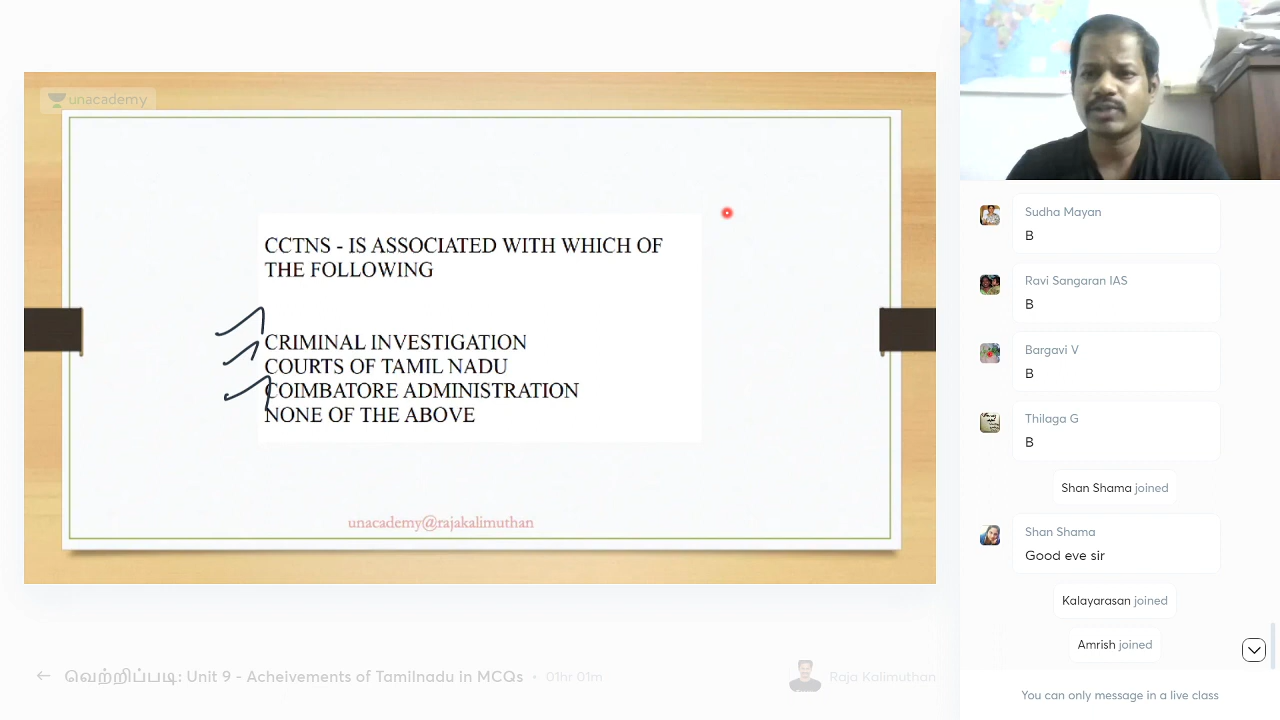 unacademy
CCTNS - IS ASSOCIATED WITH WHICH OF
THE FOLLOWING
CRIMINAL INVESTIGATION
COURTS OF TAMIL NADU
COIMBATORE ADMINISTRATION
NONE OF THE ABOVE
unacademy@rajakalimuthan
வெற்றிப்படி: Unit 9 - Acheivements of Tamilnadu in MCQs • 01hr 01m
Raja Kalimuthan
Sudha Mayan
B
Ravi Sangaran IAS
B
Bargavi V
B
Thilaga G
B
Shan Shama joined
Shan Shama
Good eve sir
Kalayarasan joined
Amrish joined
You can only message in a live class